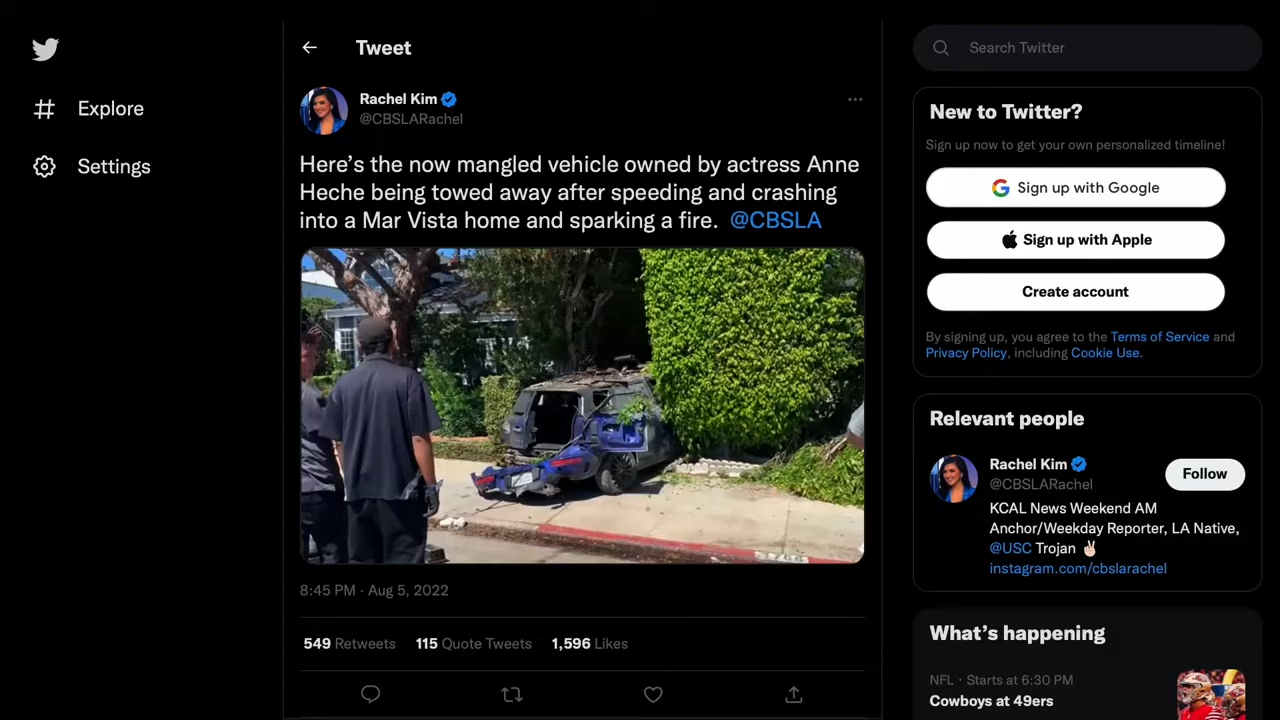 Tweet
Search Twitter
Explore
Settings
Rachel Kim
@CBSLARachel
Here’s the now mangled vehicle owned by actress Anne
Heche being towed away after speeding and crashing
into a Mar Vista home and sparking a fire. @CBSLA
8:45 PM · Aug 5, 2022
549 Retweets 115 Quote Tweets 1,596 Likes
New to Twitter?
Sign up now to get your own personalized timeline!
Sign up with Google
Sign up with Apple
Create account
By signing up, you agree to the Terms of Service and
Privacy Policy, including Cookie Use.
Relevant people
Rachel Kim
@CBSLARachel
Follow
KCAL News Weekend AM
Anchor/Weekday Reporter, LA Native,
@USC Trojan ✌🏻
instagram.com/cbslarachel
What’s happening
NFL · Starts at 6:30 PM
Cowboys at 49ers